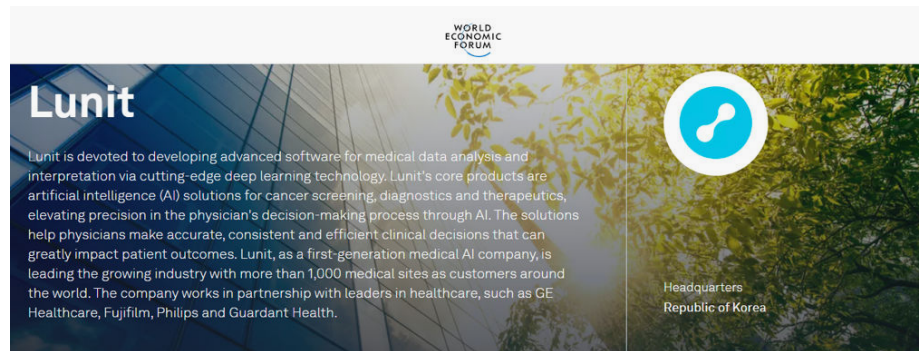 WORLD
ECONOMIC
FORUM
Lunit
Lunit is devoted to developing advanced software for medical data analysis and
interpretation via cutting-edge deep learning technology. Lunit's core products are
artificial intelligence (AI) solutions for cancer screening, diagnostics and therapeutics,
elevating precision in the physician's decision-making process through AI. The solutions
help physicians make accurate, consistent and efficient clinical decisions that can
greatly impact patient outcomes. Lunit, as a first-generation medical AI company, is
leading the growing industry with more than 1,000 medical sites as customers around
the world. The company works in partnership with leaders in healthcare, such as GE
Healthcare, Fujifilm, Philips and Guardant Health.
Headquarters
Republic of Korea